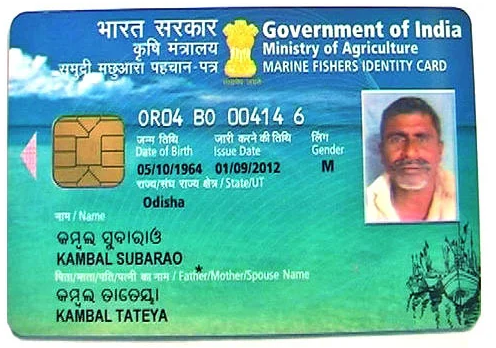 भारत सरकार
कृषि मंत्रालय
समुद्री मछुआरा पहचान-पत्र
Government of India
Ministry of Agriculture
MARINE FISHERS IDENTITY CARD
OR04 BO 00414 6
जन्म तिथि जारी करने की तिथि लिंग
Date of Birth Issue Date Gender
05/10/1964 01/09/2012 M
राज्य/संघ राज्य क्षेत्र / State/UT
Odisha
नाम / Name
କମ୍ବଲ ସୁବାରାଓ
KAMBAL SUBARAO
पिता/माता/पति/पत्नी का नाम / Father/Mother/Spouse Name
କମ୍ବଲ ତାତେୟା
KAMBAL TATEYA